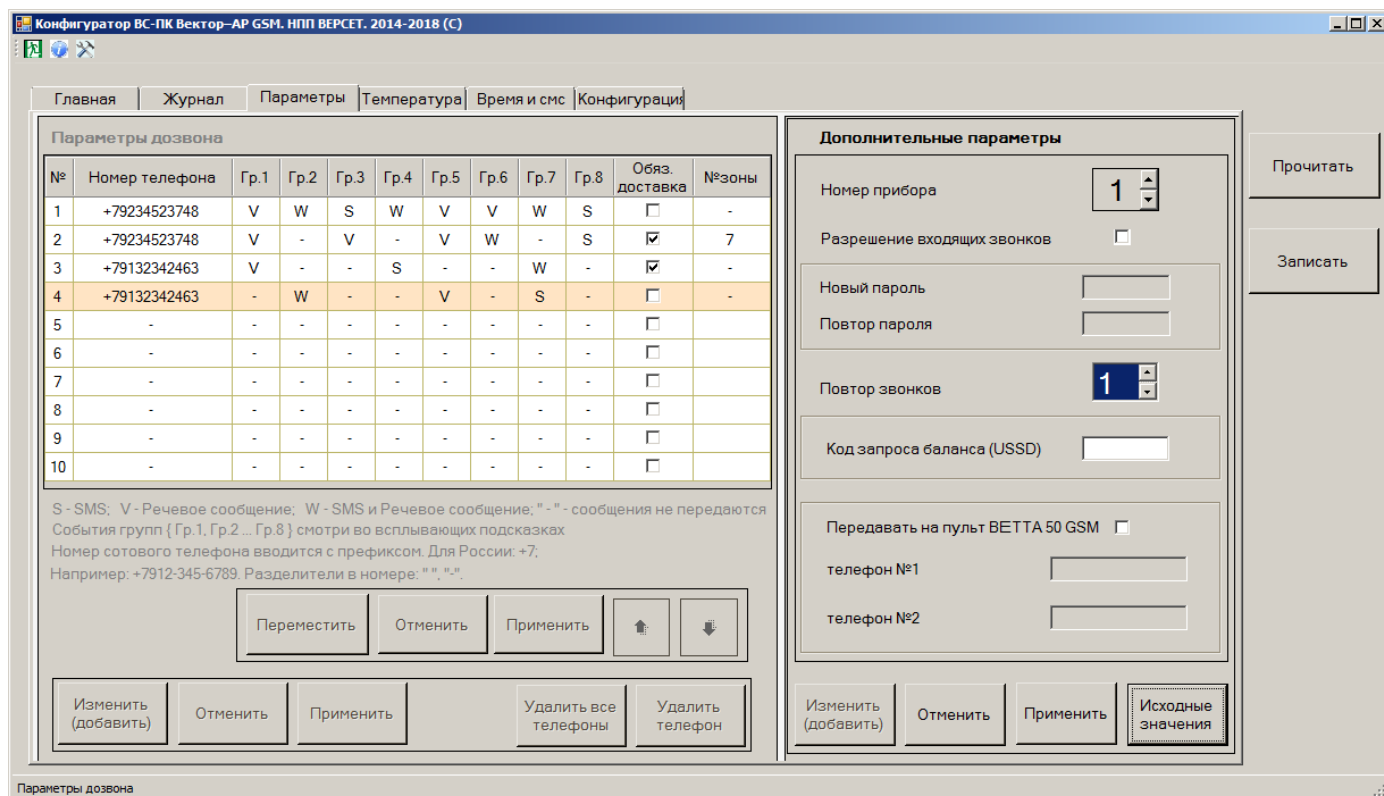 Конфигуратор ВС-ПК Вектор–АР GSM. НПП ВЕРСЕТ. 2014-2018 (С)
Главная Журнал Параметры Температура Время и смс Конфигурация
Параметры дозвона
№ Номер телефона Гр.1 Гр.2 Гр.3 Гр.4 Гр.5 Гр.6 Гр.7 Гр.8 Обяз. доставка №зоны
1 +79234523748 V W S W V V W S -
2 +79234523748 V - V - V W - S 7
3 +79132342463 V - - S - - W - -
4 +79132342463 - W - - V - S - -
5 - - - - - - - - -
6 - - - - - - - - -
7 - - - - - - - - -
8 - - - - - - - - -
9 - - - - - - - - -
10 - - - - - - - - -
S - SMS; V - Речевое сообщение; W - SMS и Речевое сообщение; " - " - сообщения не передаются
События групп { Гр.1, Гр.2 ... Гр.8 } смотри во всплывающих подсказках
Номер сотового телефона вводится с префиксом. Для России: +7;
Например: +7912-345-6789. Разделители в номере: " ", "-".
Переместить Отменить Применить
Изменить (добавить) Отменить Применить Удалить все телефоны Удалить телефон
Дополнительные параметры
Номер прибора 1
Разрешение входящих звонков
Новый пароль
Повтор пароля
Повтор звонков 1
Код запроса баланса (USSD)
Передавать на пульт BETTA 50 GSM
телефон №1
телефон №2
Изменить (добавить) Отменить Применить Исходные значения
Прочитать
Записать
Параметры дозвона